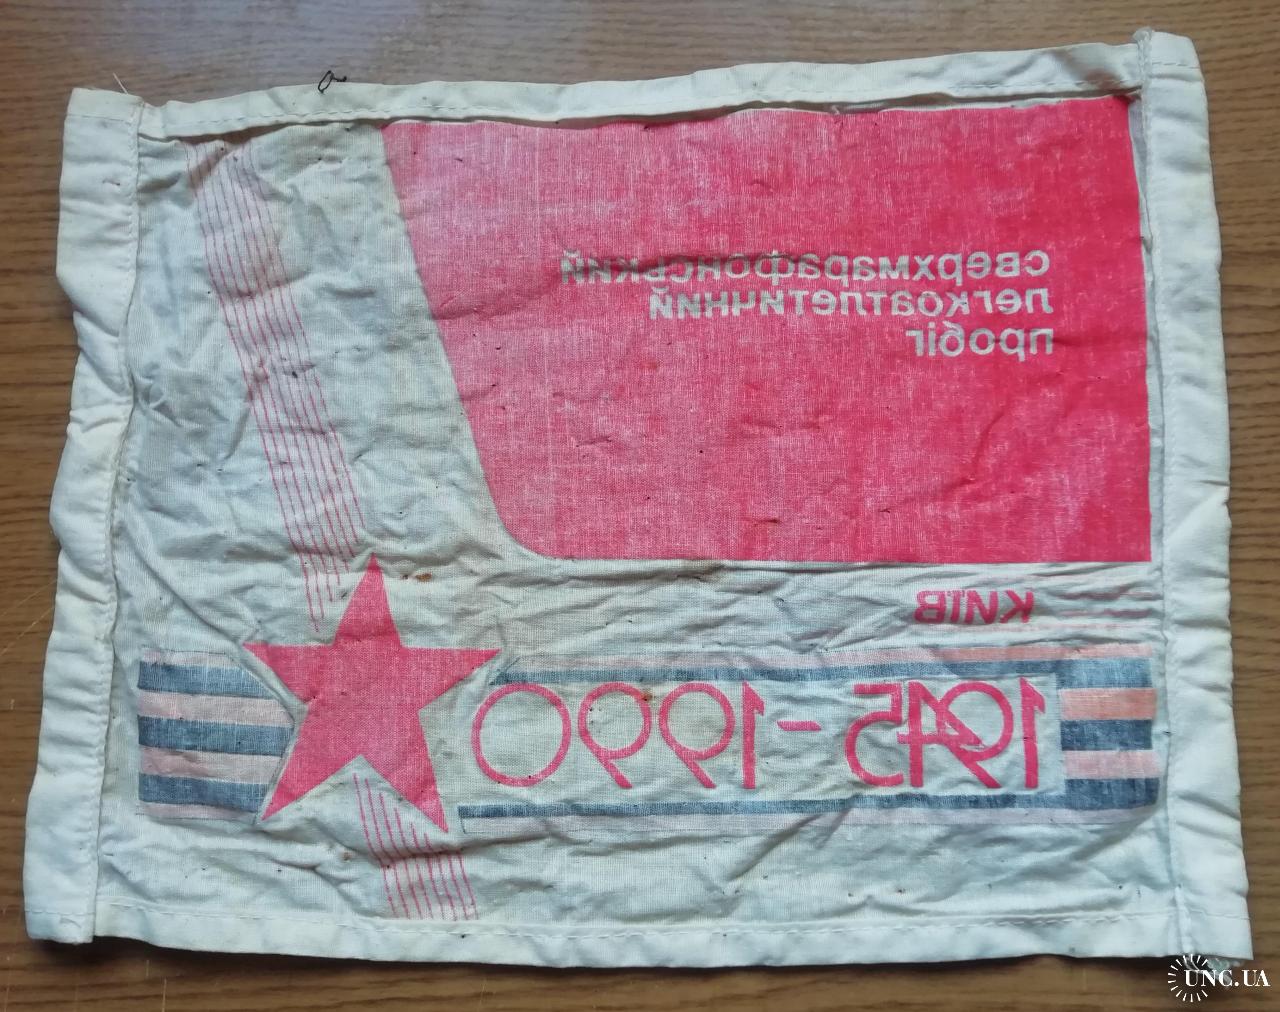 сверхмарафонський
легкоатлетичний
пробіг
КИЇВ
1945-1990
UNC.UA